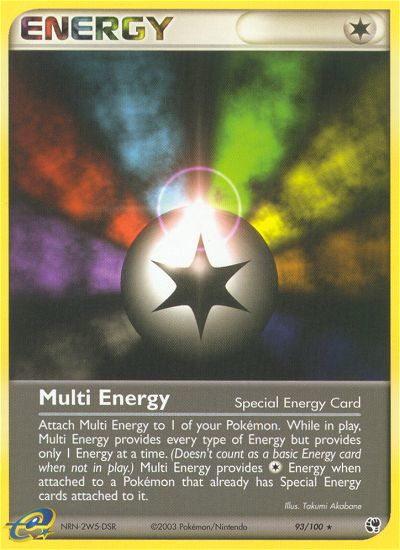 ENERGY
Multi Energy
Special Energy Card
Attach Multi Energy to 1 of your Pokémon. While in play,
Multi Energy provides every type of Energy but provides
only 1 Energy at a time. (Doesn't count as a basic Energy card
when not in play.) Multi Energy provides Energy when
attached to a Pokémon that already has Special Energy
cards attached to it.
Illus. Takumi Akabane
e
NRN-2W5-DSR
©2003 Pokémon/Nintendo
93/100 ★